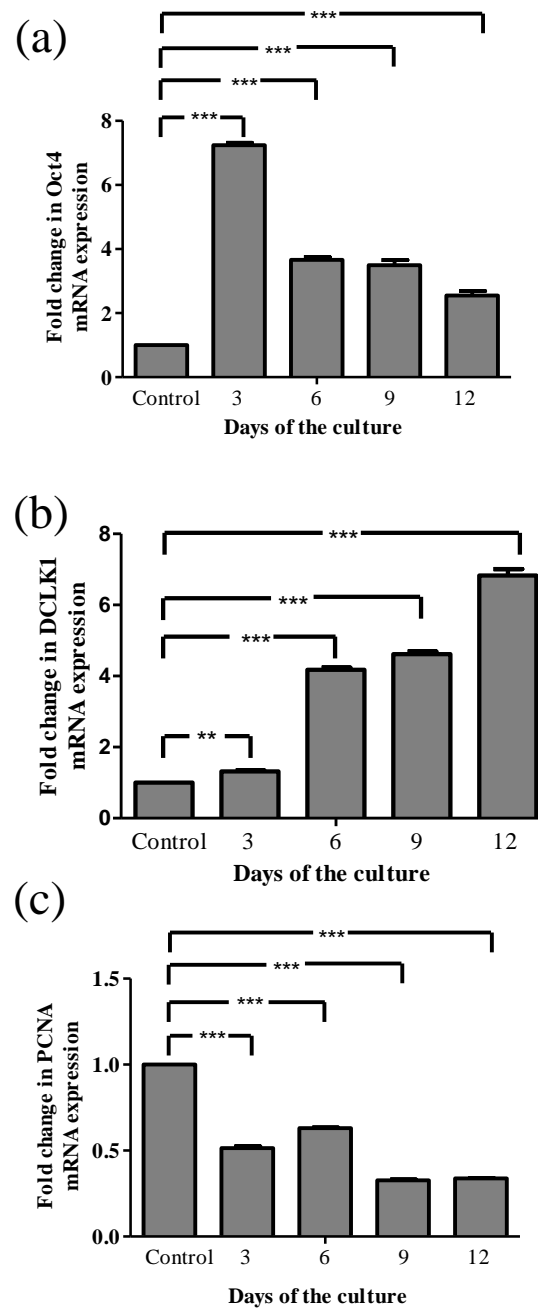 (a)
***
***
***
***
Fold change in Oct4
mRNA expression
8
6
4
2
0
Control 3 6 9 12
Days of the culture
(b)
***
***
***
**
Fold change in DCLK1
mRNA expression
8
6
4
2
0
Control 3 6 9 12
Days of the culture
(c)
***
***
***
***
Fold change in PCNA
mRNA expression
1.5
1.0
0.5
0.0
Control 3 6 9 12
Days of the culture